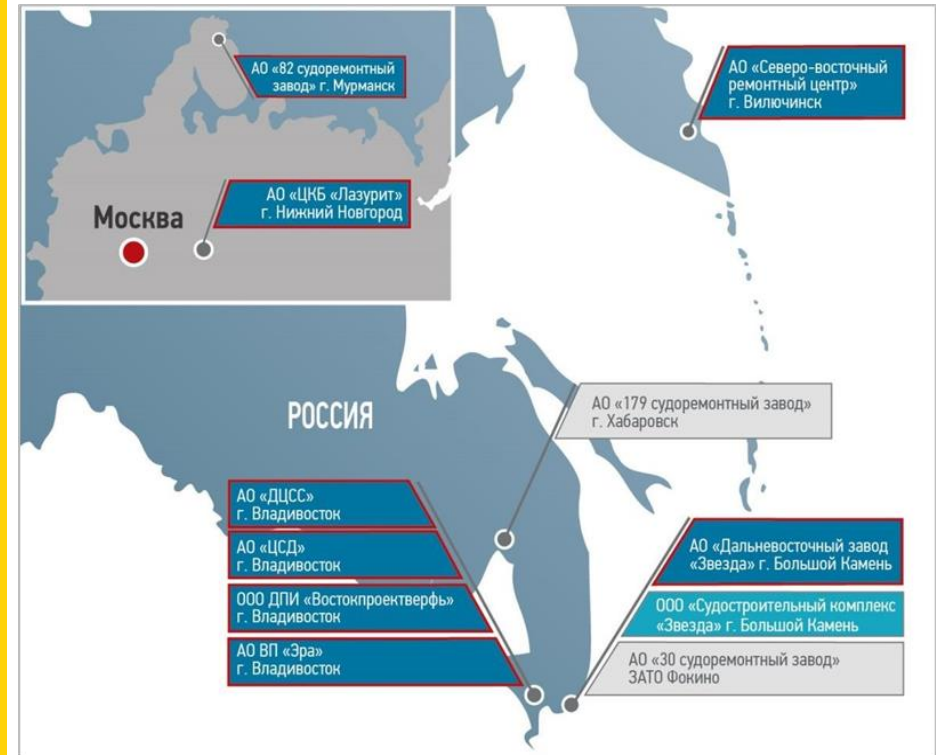 АО «82 судоремонтный
завод» г. Мурманск
АО «ЦКБ «Лазурит»
г. Нижний Новгород
Москва
АО «Северо-восточный
ремонтный центр»
г. Вилючинск
РОССИЯ
АО «179 судоремонтный завод»
г. Хабаровск
АО «ДЦСС»
г. Владивосток
АО «ЦСД»
г. Владивосток
ООО ДПИ «Востокпроектверфь»
г. Владивосток
АО ВП «Эра»
г. Владивосток
АО «Дальневосточный завод
«Звезда» г. Большой Камень
ООО «Судостроительный комплекс
«Звезда» г. Большой Камень
АО «30 судоремонтный завод»
ЗАТО Фокино